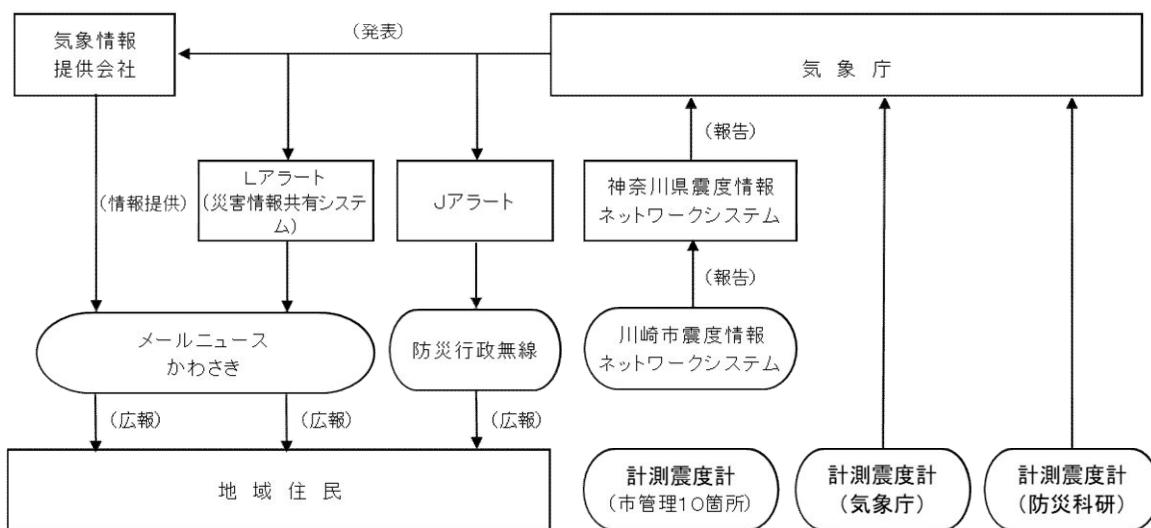 気象情報
提供会社
(発表)
気象庁
(報告)
Lアラート
(災害情報共有システ
ム)
Jアラート
神奈川県震度情報
ネットワークシステム
(情報提供)
(報告)
メールニュース
かわさき
防災行政無線
川崎市震度情報
ネットワークシステム
(広報)
(広報)
(広報)
地域住民
計測震度計
(市管理10箇所)
計測震度計
(気象庁)
計測震度計
(防災科研)